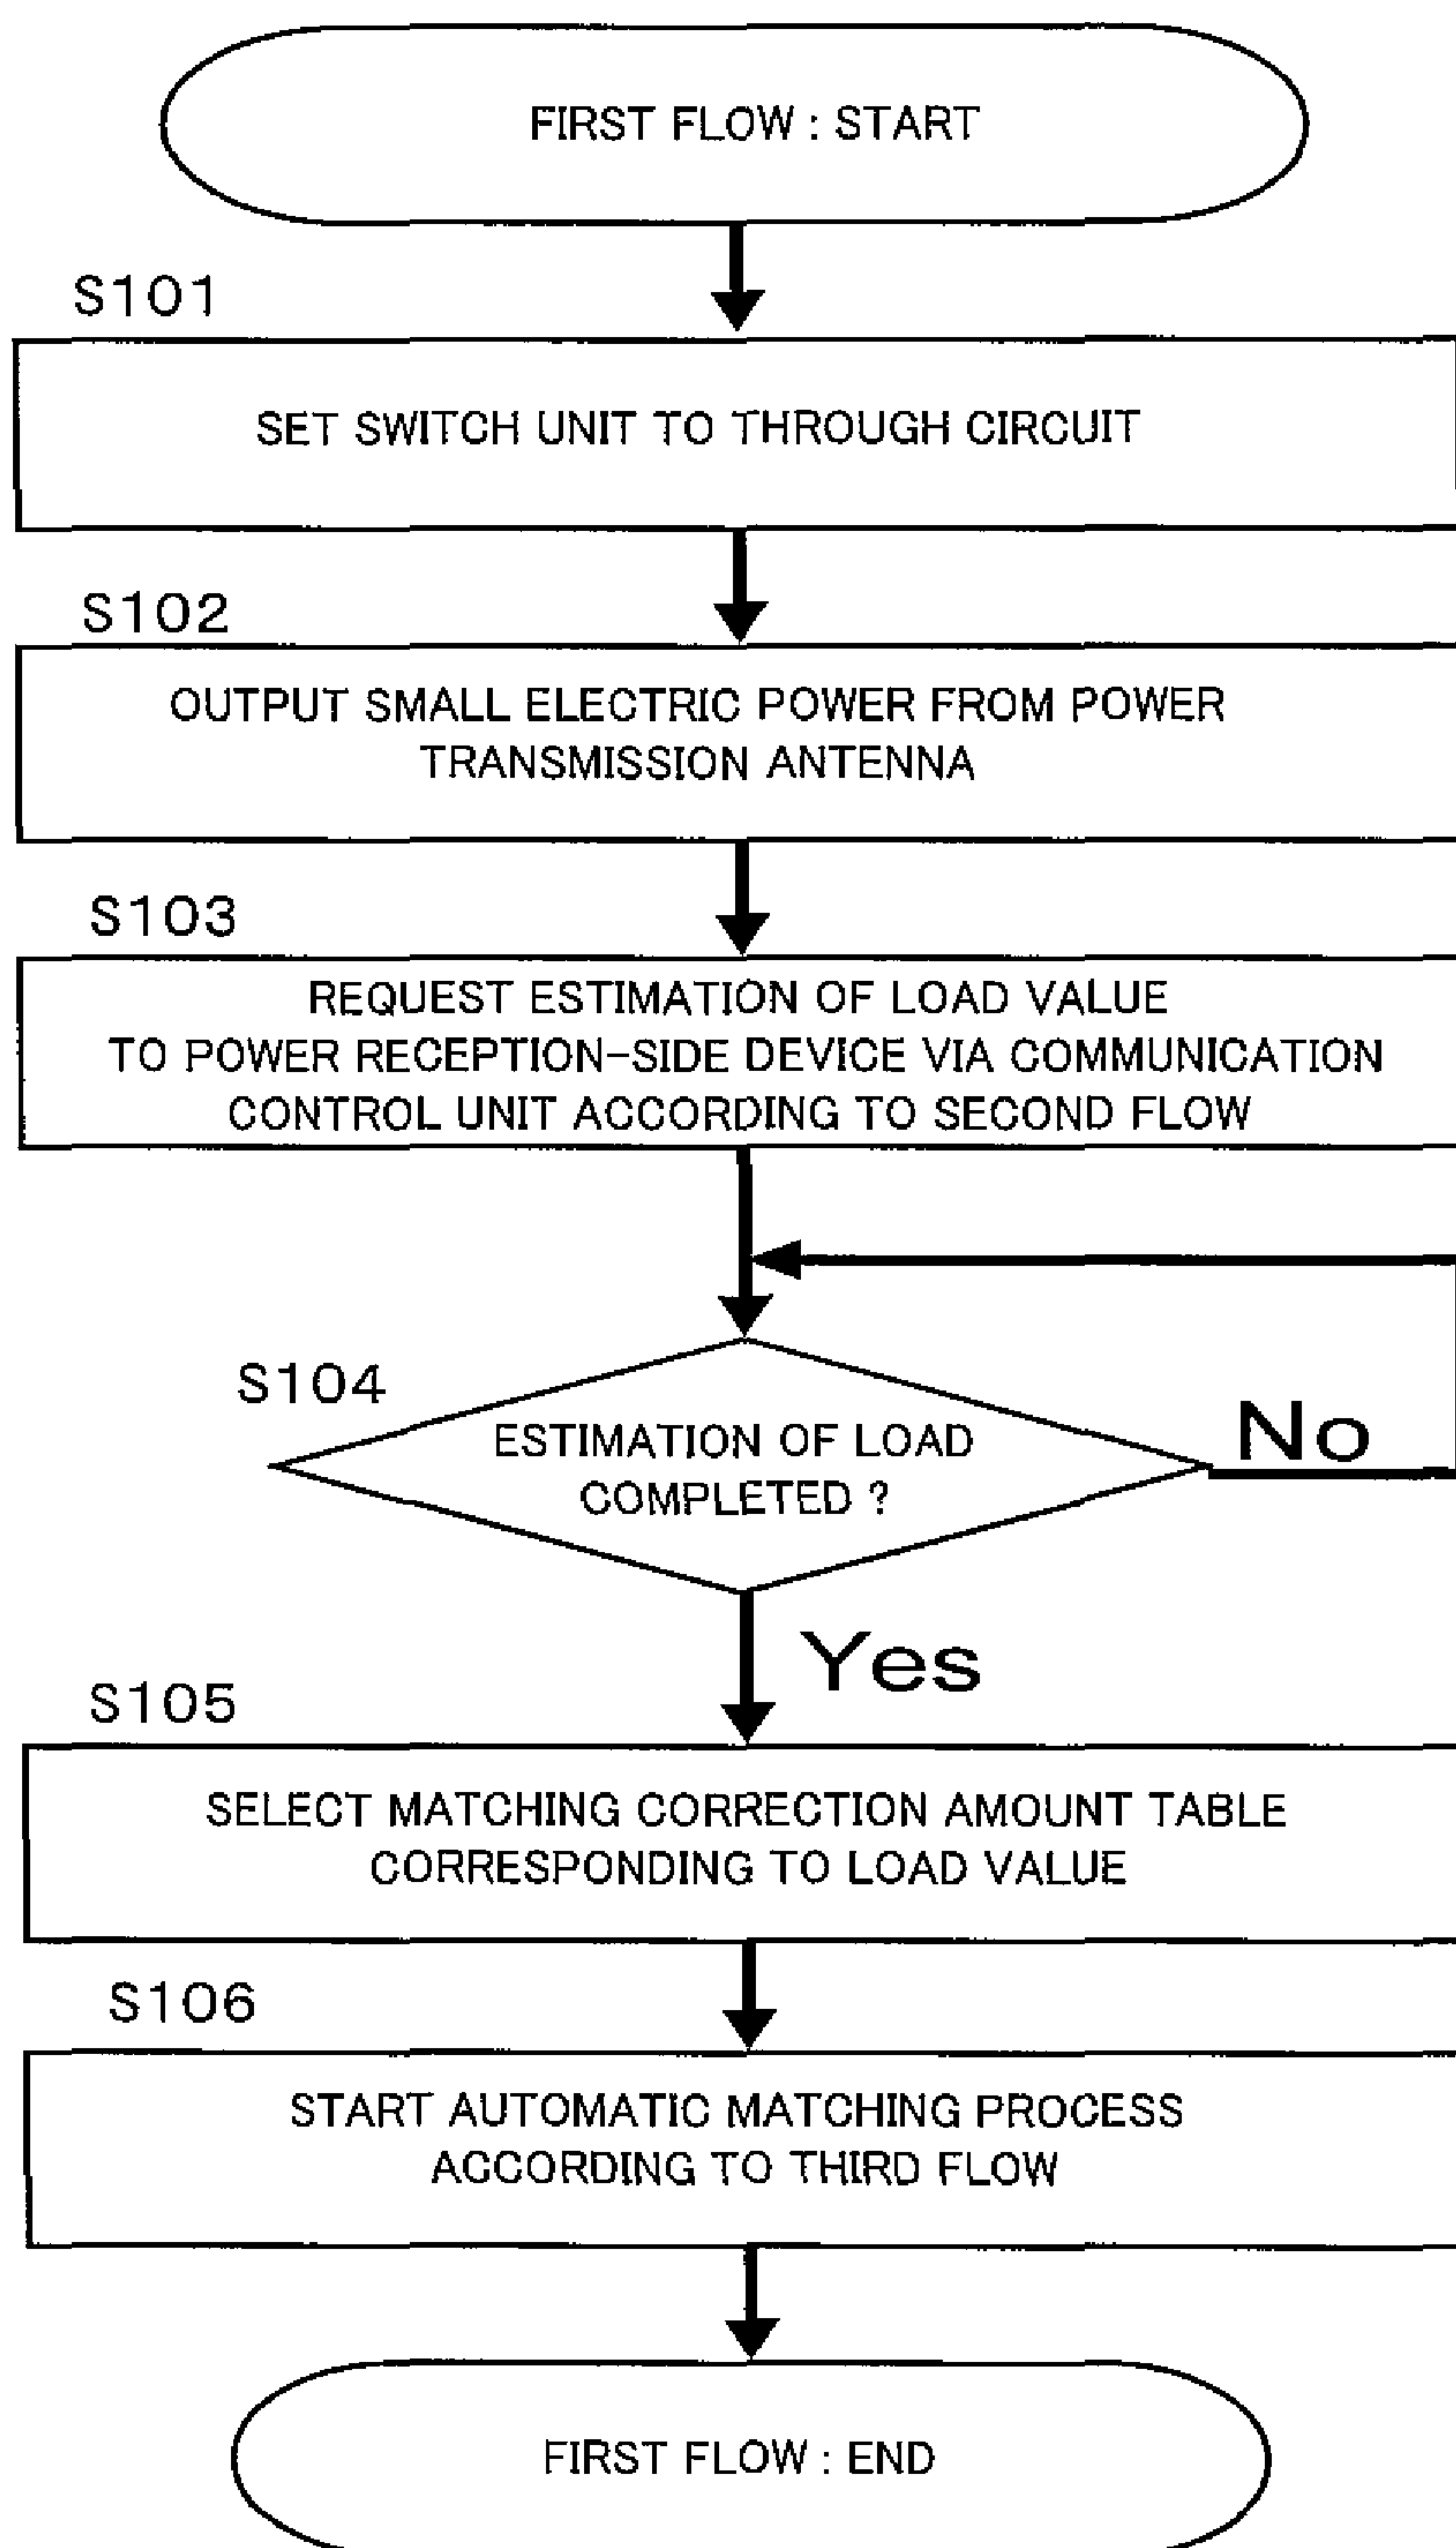 FIRST FLOW : START
S101
SET SWITCH UNIT TO THROUGH CIRCUIT
S102
OUTPUT SMALL ELECTRIC POWER FROM POWER
TRANSMISSION ANTENNA
S103
REQUEST ESTIMATION OF LOAD VALUE
TO POWER RECEPTION-SIDE DEVICE VIA COMMUNICATION
CONTROL UNIT ACCORDING TO SECOND FLOW
S104
ESTIMATION OF LOAD
COMPLETED ?
No
Yes
S105
SELECT MATCHING CORRECTION AMOUNT TABLE
CORRESPONDING TO LOAD VALUE
S106
START AUTOMATIC MATCHING PROCESS
ACCORDING TO THIRD FLOW
FIRST FLOW : END